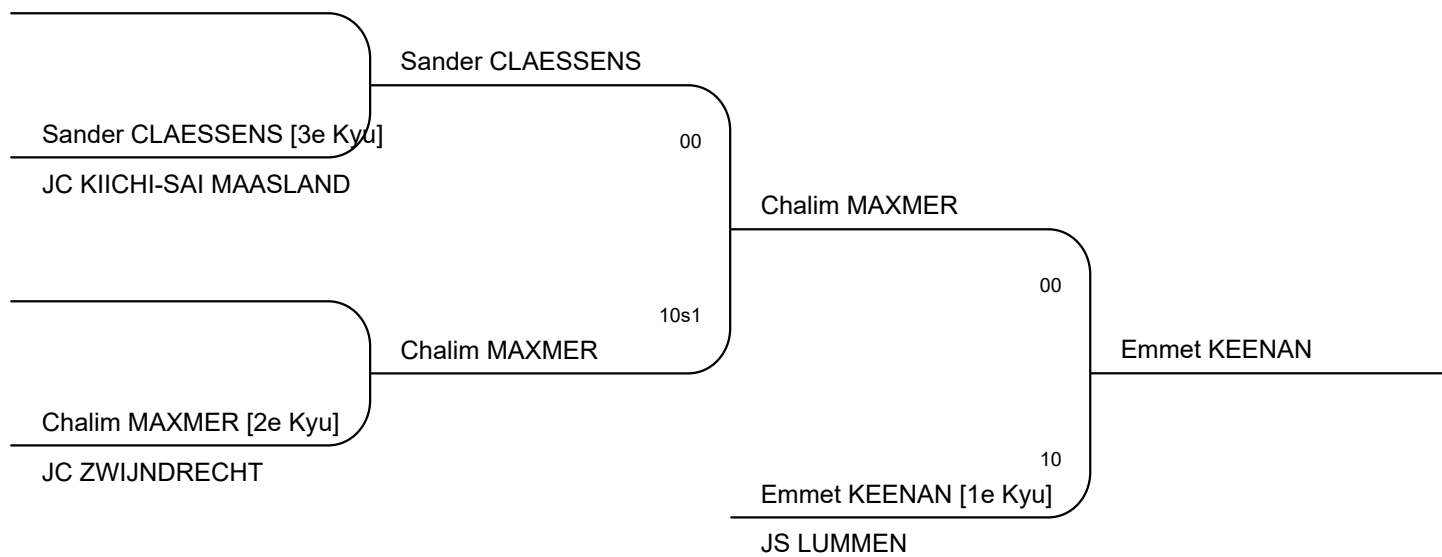 Sander CLAESSENS
Sander CLAESSENS [3e Kyu]
00
JC KIICHI-SAI MAASLAND
Chalim MAXMER
00
10s1
Chalim MAXMER
Emmet KEENAN
Chalim MAXMER [2e Kyu]
JC ZWIJNDRECHT
10
Emmet KEENAN [1e Kyu]
JS LUMMEN